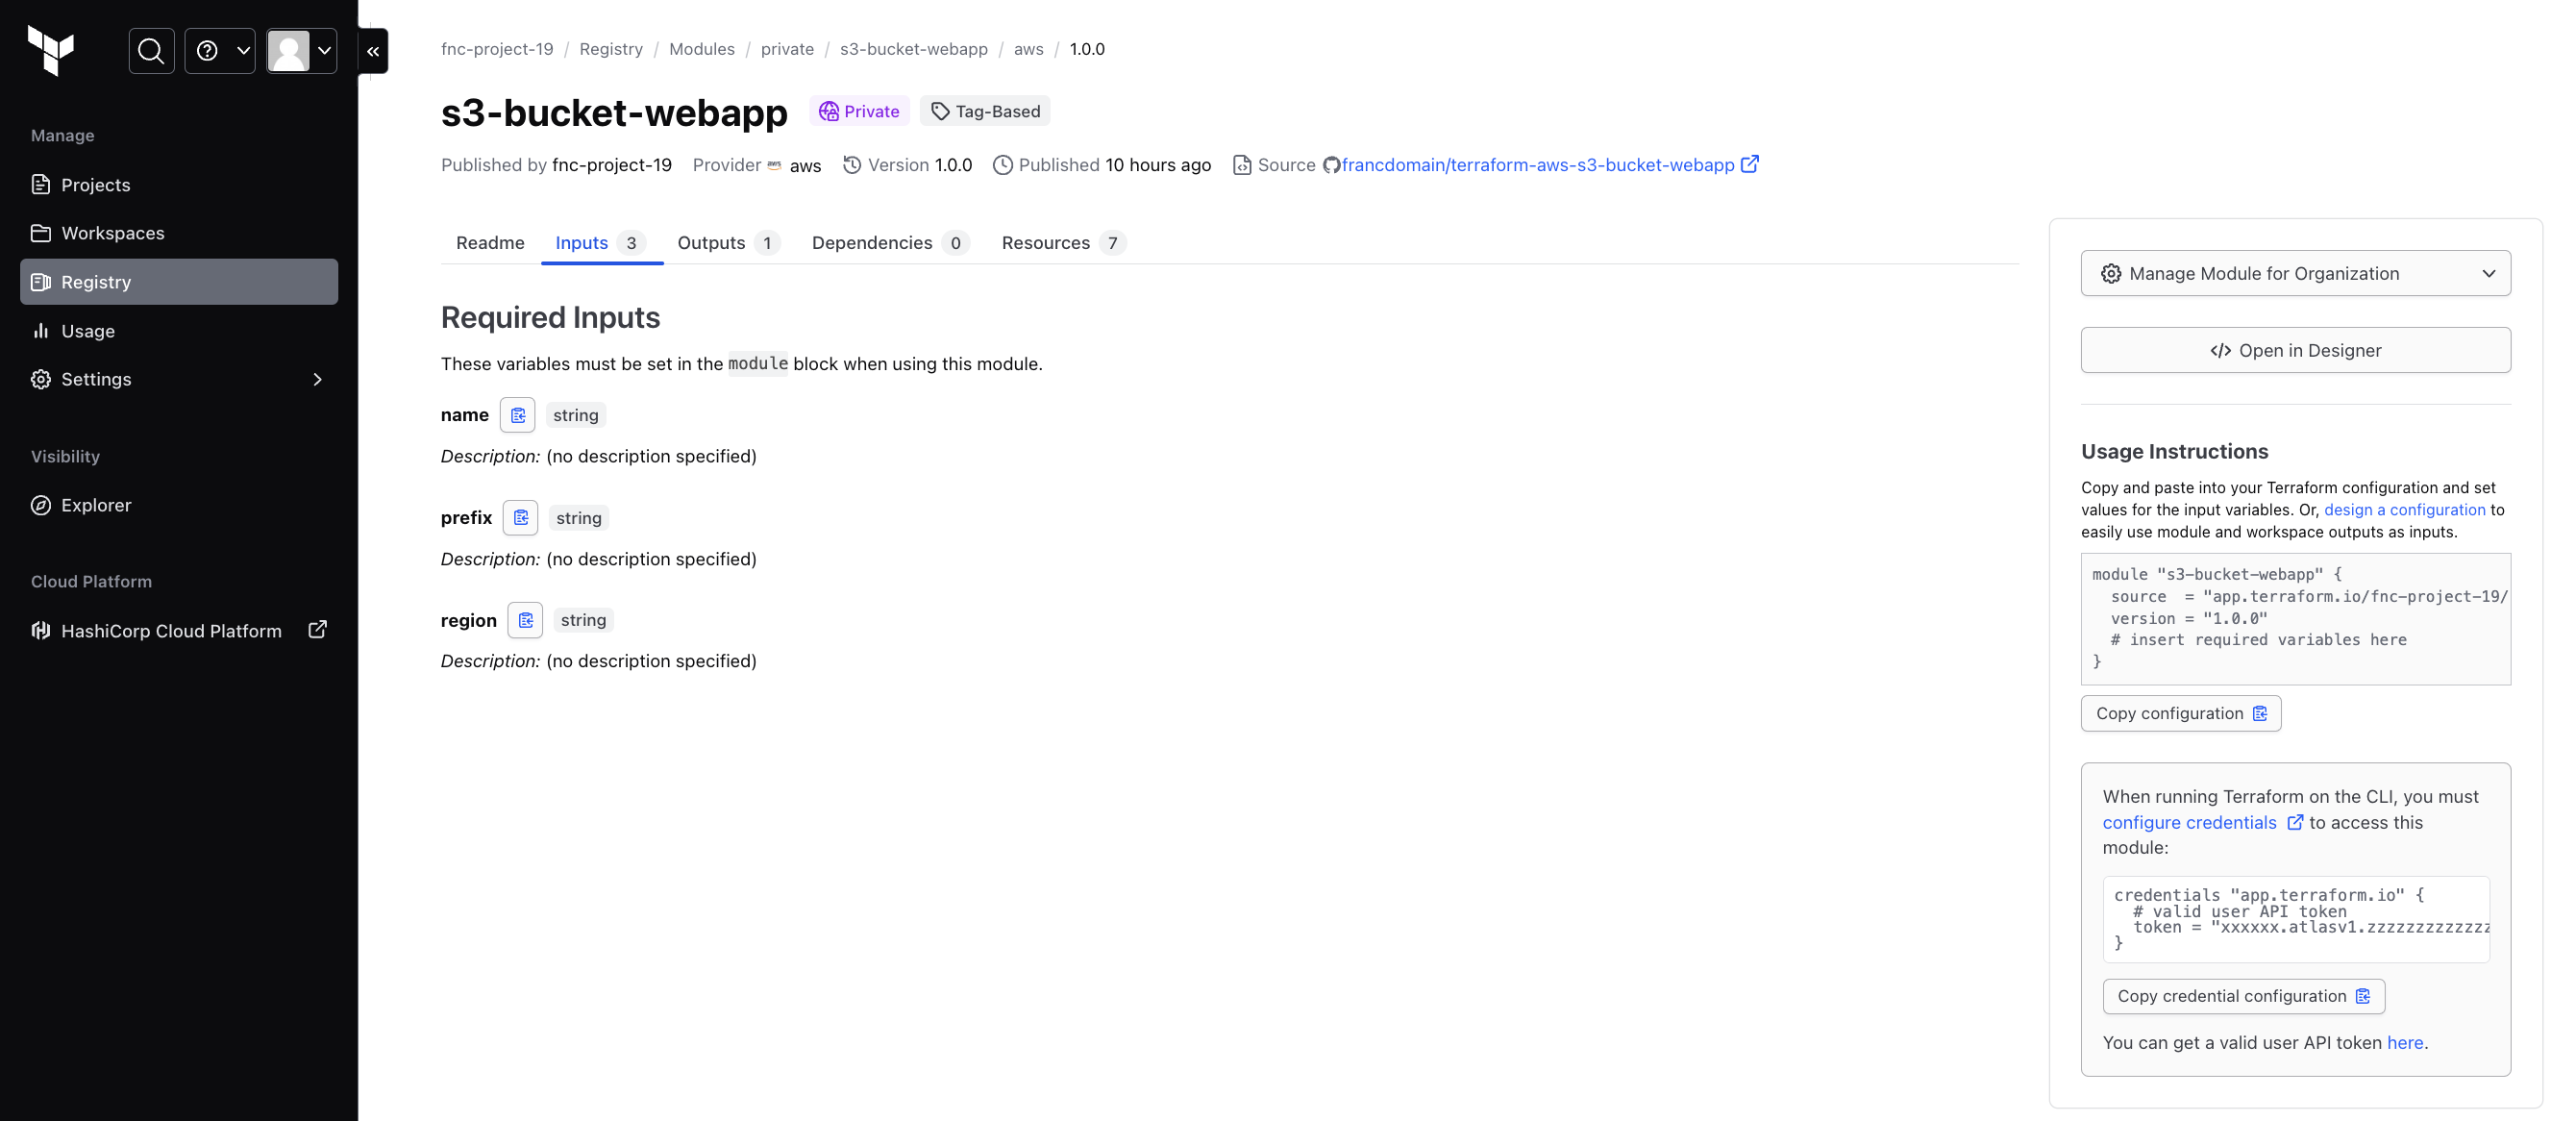 Manage
Projects
Workspaces
Registry
Usage
Settings
Visibility
Explorer
Cloud Platform
HashiCorp Cloud Platform
fnc-project-19 / Registry / Modules / private / s3-bucket-webapp / aws / 1.0.0
s3-bucket-webapp Private Tag-Based
Published by fnc-project-19 Provider aws aws Version 1.0.0 Published 10 hours ago Source francdomain/terraform-aws-s3-bucket-webapp
Readme Inputs 3 Outputs 1 Dependencies 0 Resources 7
Required Inputs
These variables must be set in the module block when using this module.
name string
Description: (no description specified)
prefix string
Description: (no description specified)
region string
Description: (no description specified)
Manage Module for Organization
</> Open in Designer
Usage Instructions
Copy and paste into your Terraform configuration and set
values for the input variables. Or, design a configuration to
easily use module and workspace outputs as inputs.
module "s3-bucket-webapp" {
  source  = "app.terraform.io/fnc-project-19/
  version = "1.0.0"
  # insert required variables here
}
Copy configuration
When running Terraform on the CLI, you must
configure credentials to access this
module:
credentials "app.terraform.io" {
  # valid user API token
  token = "xxxxxx.atlasv1.zzzzzzzzzzzzz
}
Copy credential configuration
You can get a valid user API token here.